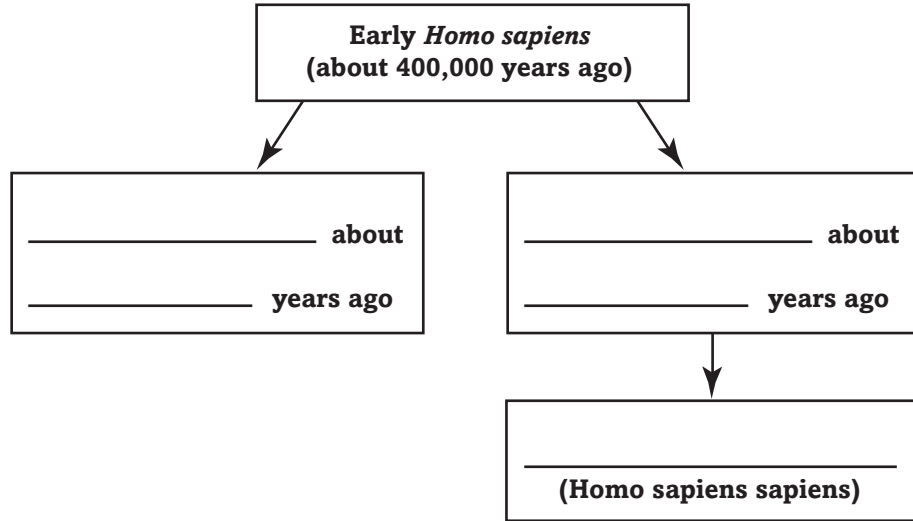 Early Homo sapiens
(about 400,000 years ago)
about
years ago
about
years ago
(Homo sapiens sapiens)